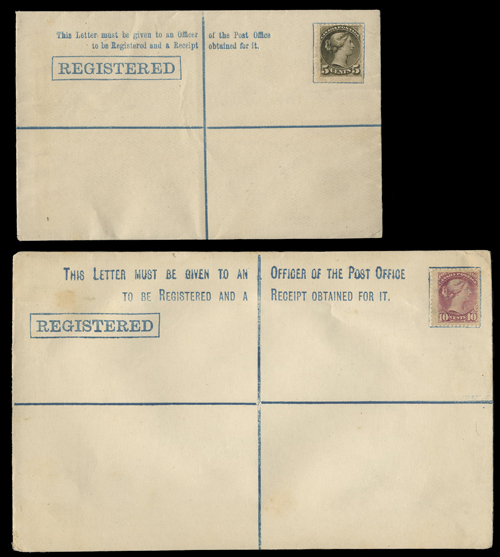 This Letter must be given to an Officer of the Post Office
to be Registered and a Receipt obtained for it.
REGISTERED
5 CENTS 5
THIS LETTER MUST BE GIVEN TO AN OFFICER OF THE POST OFFICE
TO BE REGISTERED AND A RECEIPT OBTAINED FOR IT.
REGISTERED
10 CENTS 10